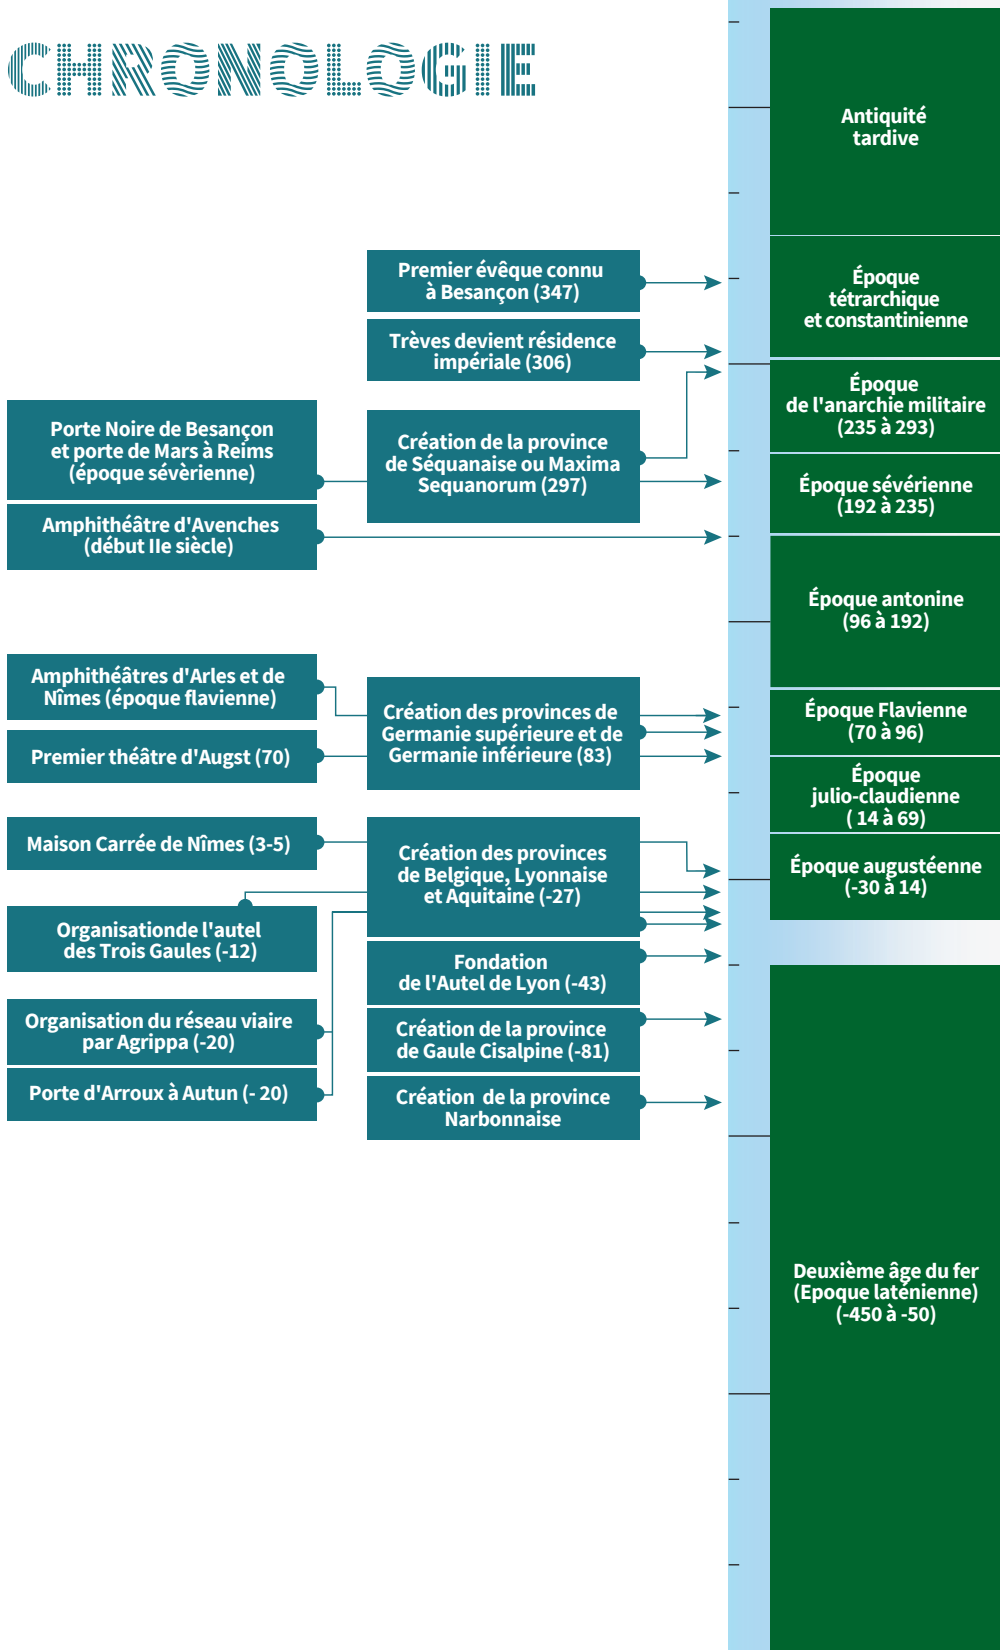 CHRONOLOGIE
Antiquité
tardive
Premier évêque connu
à Besançon (347)
Époque
tétrarchique
et constantinienne
Trèves devient résidence
impériale (306)
Époque
de l'anarchie militaire
(235 à 293)
Porte Noire de Besançon
et porte de Mars à Reims
(époque sévèrienne)
Création de la province
de Séquanaise ou Maxima
Sequanorum (297)
Époque sévérienne
(192 à 235)
Amphithéâtre d'Avenches
(début IIe siècle)
Époque antonine
(96 à 192)
Amphithéâtres d'Arles et de
Nîmes (époque flavienne)
Création des provinces de
Germanie supérieure et de
Germanie inférieure (83)
Époque Flavienne
(70 à 96)
Premier théâtre d'Augst (70)
Époque
julio-claudienne
( 14 à 69)
Maison Carrée de Nîmes (3-5)
Création des provinces
de Belgique, Lyonnaise
et Aquitaine (-27)
Époque augustéenne
(-30 à 14)
Organisationde l'autel
des Trois Gaules (-12)
Fondation
de l'Autel de Lyon (-43)
Organisation du réseau viaire
par Agrippa (-20)
Création de la province
de Gaule Cisalpine (-81)
Porte d'Arroux à Autun (- 20)
Création  de la province
Narbonnaise
Deuxième âge du fer
(Epoque laténienne)
(-450 à -50)